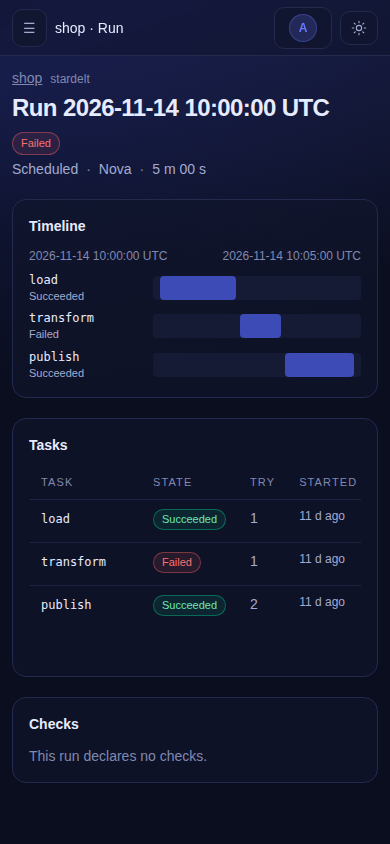 ☰ shop · Run A
shop stardelt
Run 2026-11-14 10:00:00 UTC
Failed
Scheduled · Nova · 5 m 00 s
Timeline
2026-11-14 10:00:00 UTC 2026-11-14 10:05:00 UTC
load
Succeeded
transform
Failed
publish
Succeeded
Tasks
TASK STATE TRY STARTED
load Succeeded 1 11 d ago
transform Failed 1 11 d ago
publish Succeeded 2 11 d ago
Checks
This run declares no checks.